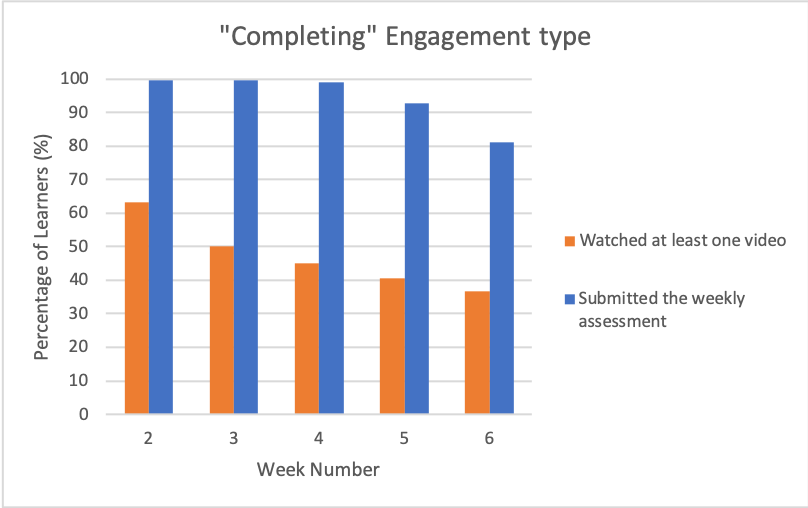 "Completing" Engagement type
Percentage of Learners (%)
100
90
80
70
60
50
40
30
20
10
0
2 3 4 5 6
Week Number
Watched at least one video
Submitted the weekly
assessment